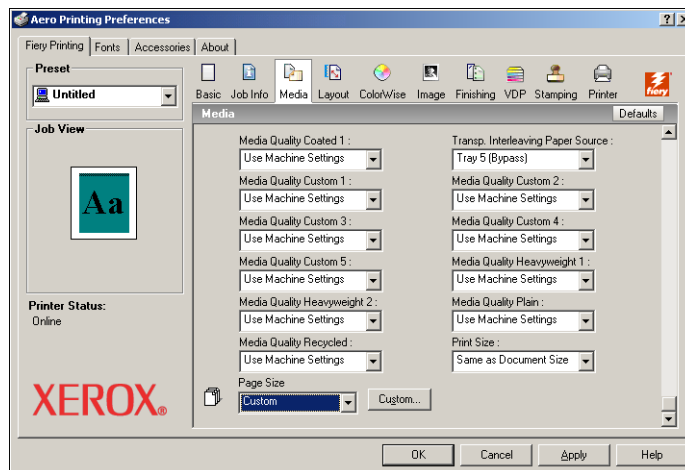 Aero Printing Preferences
Fiery Printing Fonts Accessories About
Preset
Untitled
Job View
Aa
Printer Status:
Online
XEROX®
Basic Job Info Media Layout ColorWise Image Finishing VDP Stamping Printer
fiery
Media Defaults
Media Quality Coated 1 : Transp. Interleaving Paper Source :
Use Machine Settings Tray 5 (Bypass)
Media Quality Custom 1 : Media Quality Custom 2 :
Use Machine Settings Use Machine Settings
Media Quality Custom 3 : Media Quality Custom 4 :
Use Machine Settings Use Machine Settings
Media Quality Custom 5 : Media Quality Heavyweight 1 :
Use Machine Settings Use Machine Settings
Media Quality Heavyweight 2 : Media Quality Plain :
Use Machine Settings Use Machine Settings
Media Quality Recycled : Print Size :
Use Machine Settings Same as Document Size
Page Size
Custom Custom...
OK Cancel Apply Help